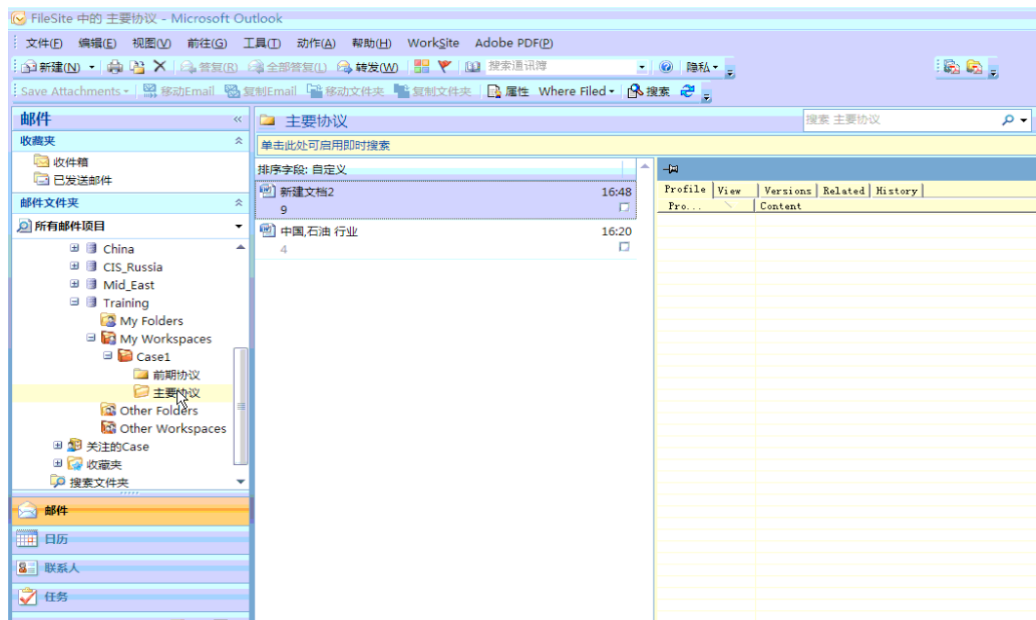 FileSite 中的 主要协议 - Microsoft Outlook
文件(F) 编辑(E) 视图(V) 前往(G) 工具(T) 动作(A) 帮助(H) WorkSite Adobe PDF(P)
新建(N) 答复(R) 全部答复(L) 转发(W) 搜索通讯簿 隐私
Save Attachments 移动Email 复制Email 移动文件夹 复制文件夹 属性 Where Filed 搜索
邮件 «
收藏夹
收件箱
已发送邮件
邮件文件夹
所有邮件项目
China
CIS_Russia
Mid_East
Training
My Folders
My Workspaces
Case1
前期协议
主要协议
Other Folders
Other Workspaces
关注的Case
收藏夹
搜索文件夹
邮件
日历
联系人
任务
主要协议 搜索 主要协议
单击此处可启用即时搜索
排序字段: 自定义
新建文档2 16:48
9
中国,石油 行业 16:20
4
Profile View Versions Related History
Pro... Content